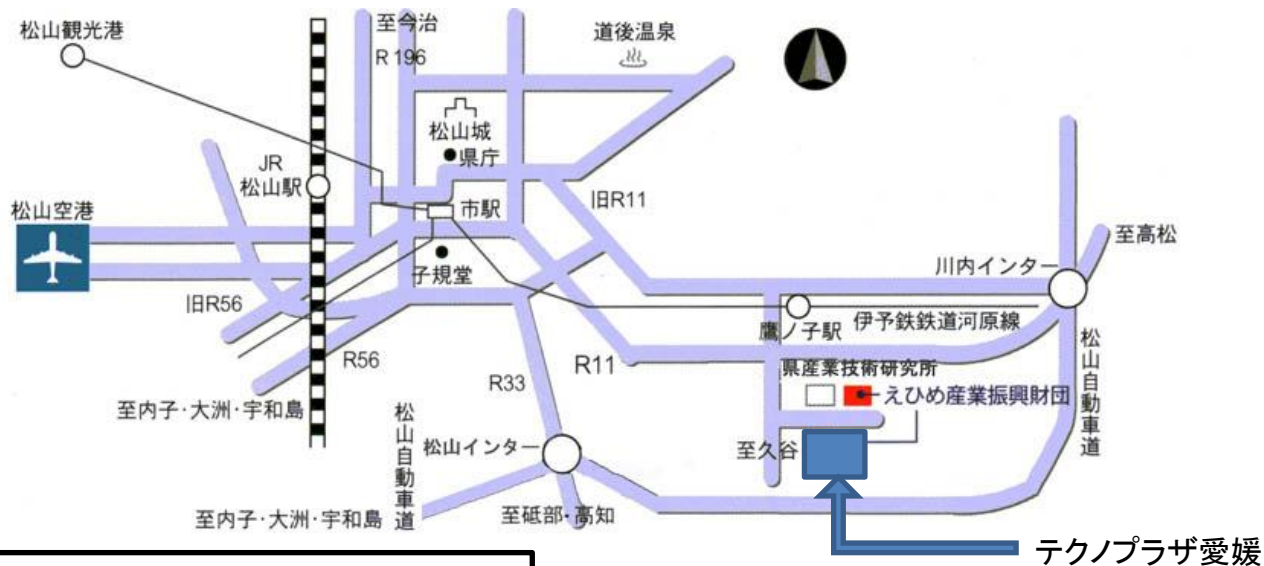 松山観光港
至今治
R 196
道後温泉
松山城
県庁
JR
松山駅
旧R11
市駅
松山空港
至高松
川内インター
子規堂
旧R56
鷹ノ子駅
伊予鉄鉄道河原線
R56
R11
R33
県産業技術研究所
えひめ産業振興財団
松山自動車道
至内子・大洲・宇和島
松山自動車道
松山インター
至久谷
至内子・大洲・宇和島
至砥部・高知
テクノプラザ愛媛